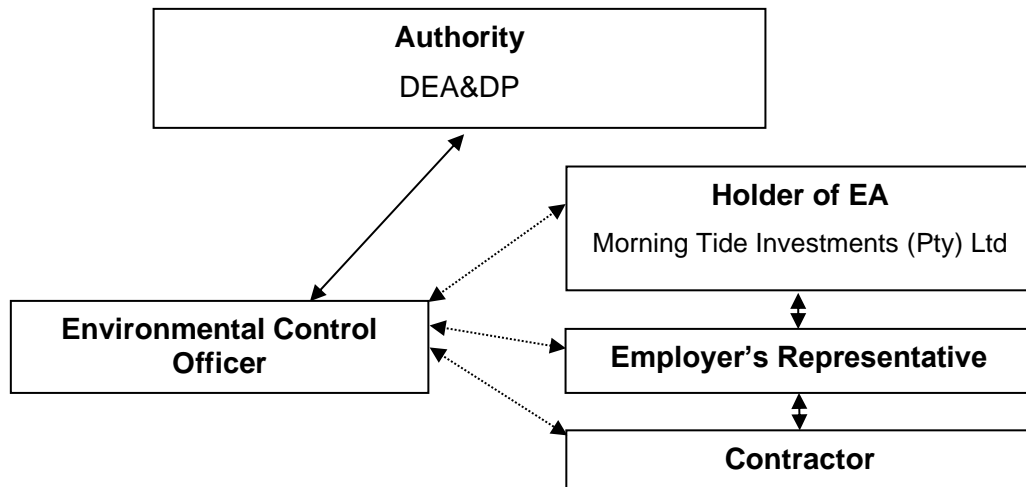 Authority
DEA&DP
Holder of EA
Morning Tide Investments (Pty) Ltd
Environmental Control
Officer
Employer’s Representative
Contractor